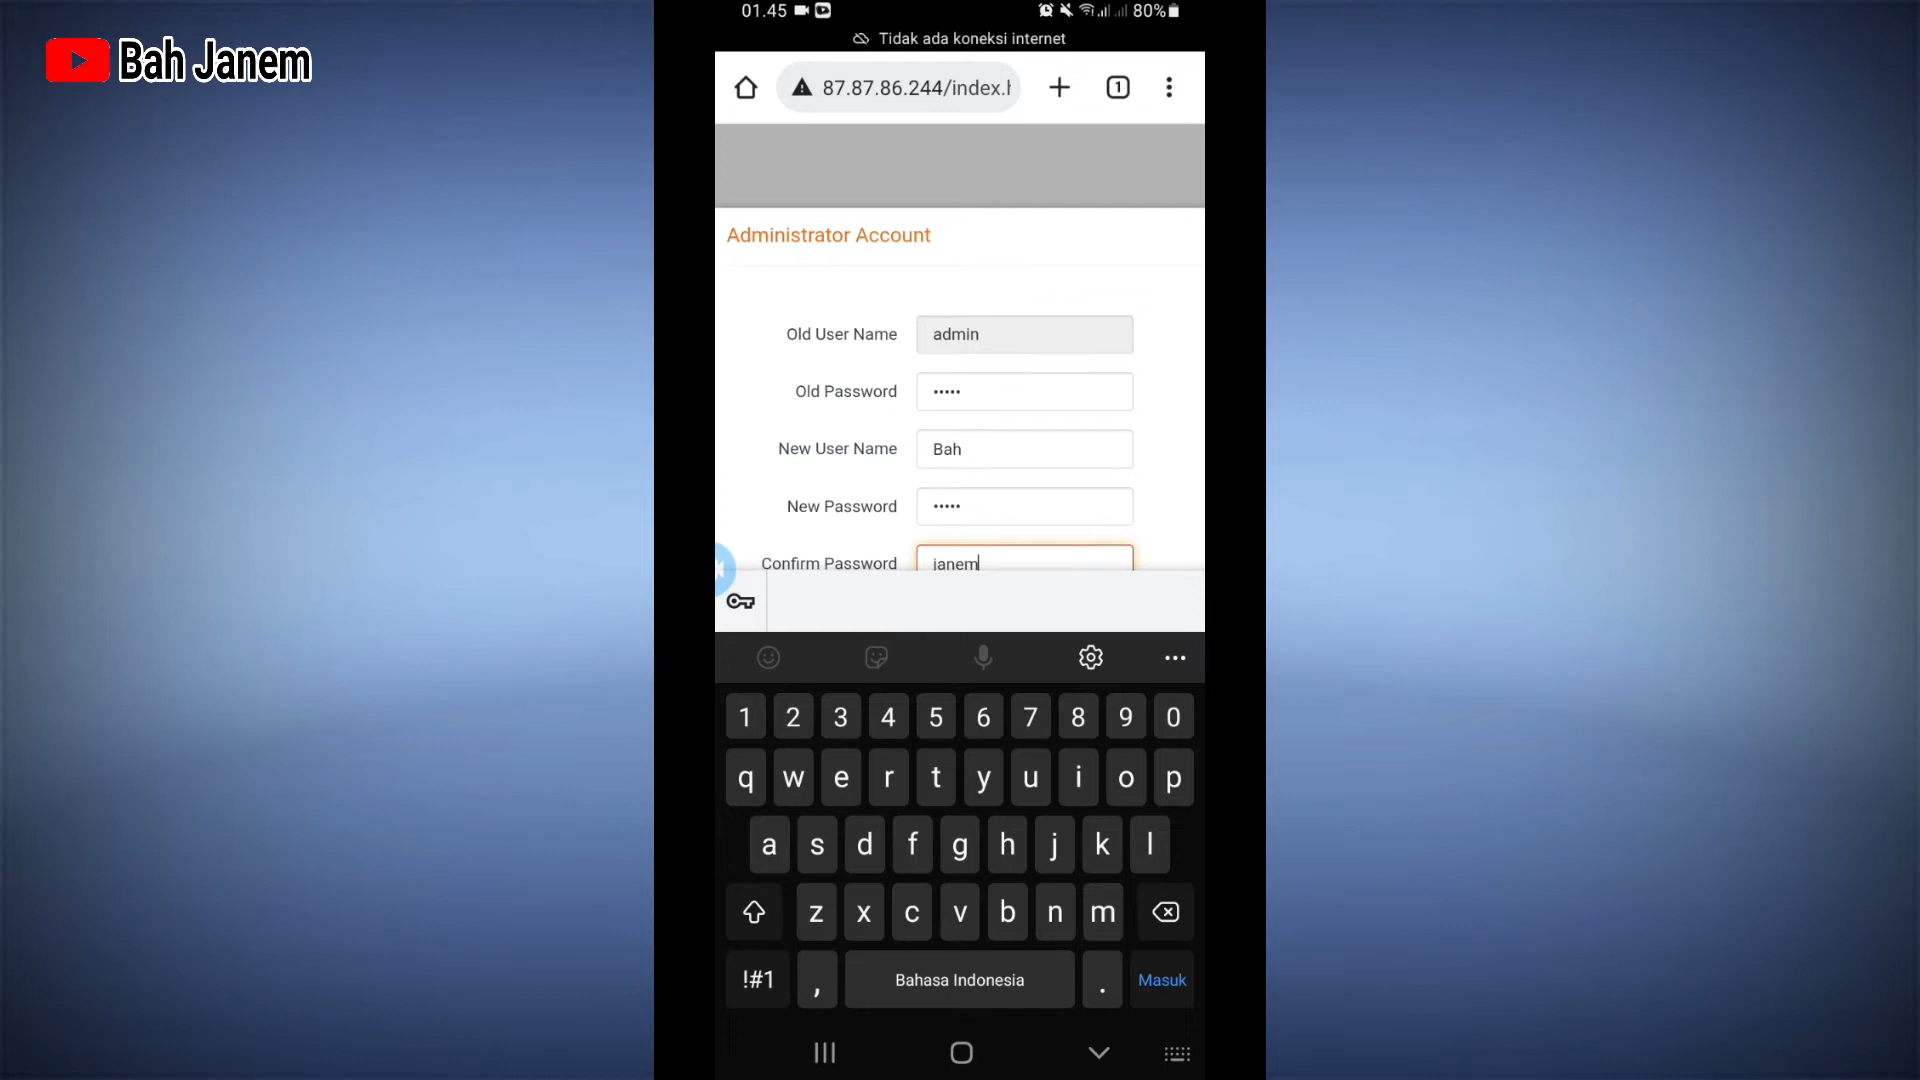 01.45 80%
Bah Janem
Tidak ada koneksi internet
87.87.86.244/index.h
1
Administrator Account
Old User Name admin
Old Password •••••
New User Name Bah
New Password •••••
Confirm Password janem
1 2 3 4 5 6 7 8 9 0
q w e r t y u i o p
a s d f g h j k l
z x c v b n m
!#1 , Bahasa Indonesia . Masuk